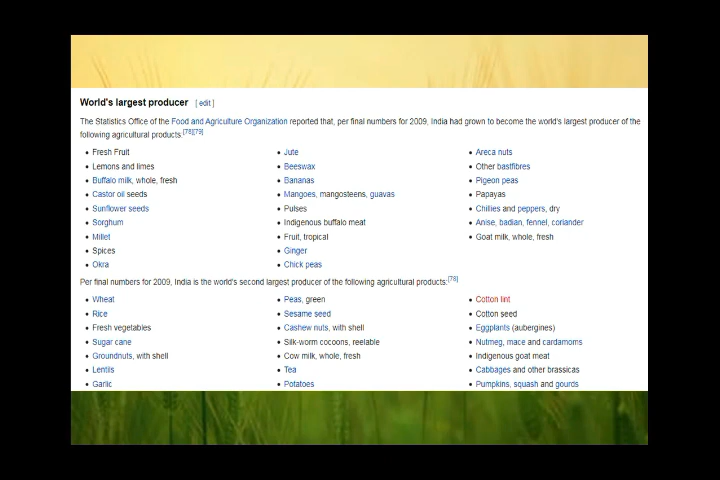 World's largest producer [ edit ]
The Statistics Office of the Food and Agriculture Organization reported that, per final numbers for 2009, India had grown to become the world's largest producer of the
following agricultural products:[78][79]
• Fresh Fruit
• Lemons and limes
• Buffalo milk, whole, fresh
• Castor oil seeds
• Sunflower seeds
• Sorghum
• Millet
• Spices
• Okra
• Jute
• Beeswax
• Bananas
• Mangoes, mangosteens, guavas
• Pulses
• Indigenous buffalo meat
• Fruit, tropical
• Ginger
• Chick peas
• Areca nuts
• Other bastfibres
• Pigeon peas
• Papayas
• Chillies and peppers, dry
• Anise, badian, fennel, coriander
• Goat milk, whole, fresh
Per final numbers for 2009, India is the world's second largest producer of the following agricultural products:[78]
• Wheat
• Rice
• Fresh vegetables
• Sugar cane
• Groundnuts, with shell
• Lentils
• Garlic
• Peas, green
• Sesame seed
• Cashew nuts, with shell
• Silk-worm cocoons, reelable
• Cow milk, whole, fresh
• Tea
• Potatoes
• Cotton lint
• Cotton seed
• Eggplants (aubergines)
• Nutmeg, mace and cardamoms
• Indigenous goat meat
• Cabbages and other brassicas
• Pumpkins, squash and gourds